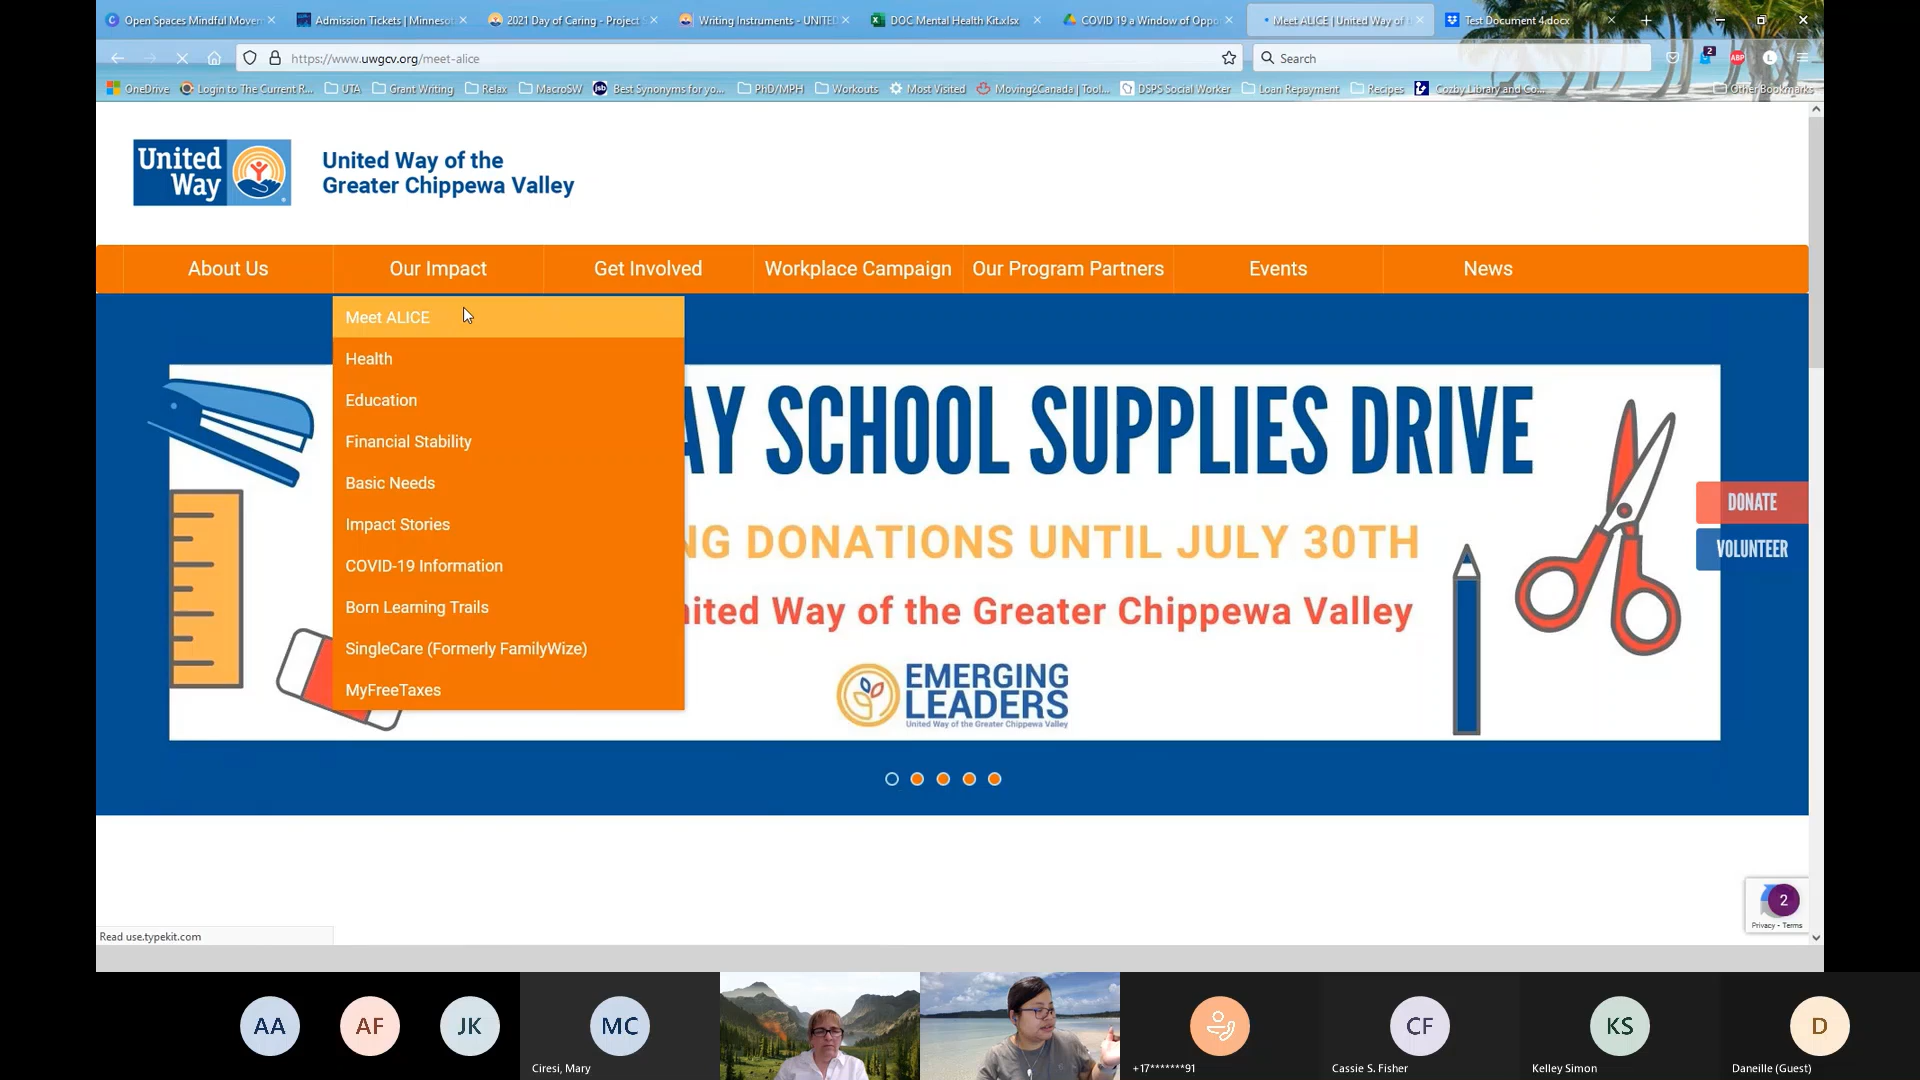 Open Spaces Mindful Movem
Admission Tickets | Minnesot
2021 Day of Caring - Project S
Writing Instruments - UNITED
DOC Mental Health Kit.xlsx
COVID 19 a Window of Oppo
Meet ALICE | United Way of
Test Document 4.docx
https://www.uwgcv.org/meet-alice
Search
2
ABP
L
OneDrive
Login to The Current R...
UTA
Grant Writing
Relax
MacroSW
jsb
Best Synonyms for yo...
PhD/MPH
Workouts
Most Visited
Moving2Canada | Tool...
DSPS Social Worker
Loan Repayment
Recipes
Cozby Library and Co...
Other Bookmarks
United
Way
United Way of the
Greater Chippewa Valley
About Us
Our Impact
Get Involved
Workplace Campaign
Our Program Partners
Events
News
Meet ALICE
Health
Education
Financial Stability
Basic Needs
Impact Stories
COVID-19 Information
Born Learning Trails
SingleCare (Formerly FamilyWize)
MyFreeTaxes
AY SCHOOL SUPPLIES DRIVE
NG DONATIONS UNTIL JULY 30TH
nited Way of the Greater Chippewa Valley
EMERGING
LEADERS
United Way of the Greater Chippewa Valley
DONATE
VOLUNTEER
2
Privacy - Terms
Read use.typekit.com
AA
AF
JK
MC
Ciresi, Mary
+17*******91
CF
Cassie S. Fisher
KS
Kelley Simon
D
Daneille (Guest)